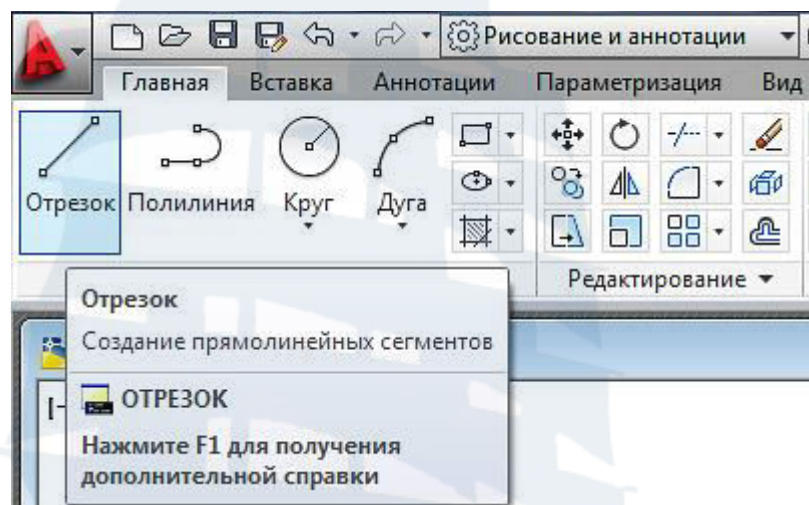 Рисование и аннотации
Главная Вставка Аннотации Параметризация Вид
Отрезок Полилиния Круг Дуга
Редактирование
Отрезок
Создание прямолинейных сегментов
[-
ОТРЕЗОК
Нажмите F1 для получения
дополнительной справки